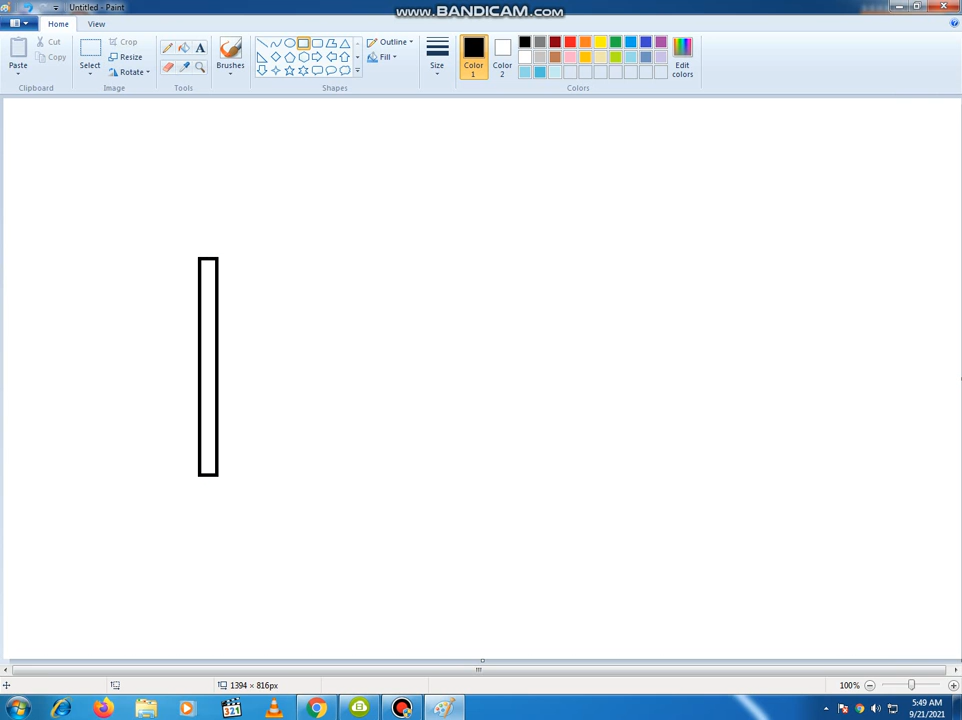 Untitled - Paint
www.BANDICAM.com
Home
View
Paste
Cut
Copy
Clipboard
Select
Crop
Resize
Rotate
Image
Tools
Brushes
Outline
Fill
Shapes
Size
Color 1
Color 2
Edit colors
Colors
1394 × 816px
100%
321
5:49 AM
9/21/2021